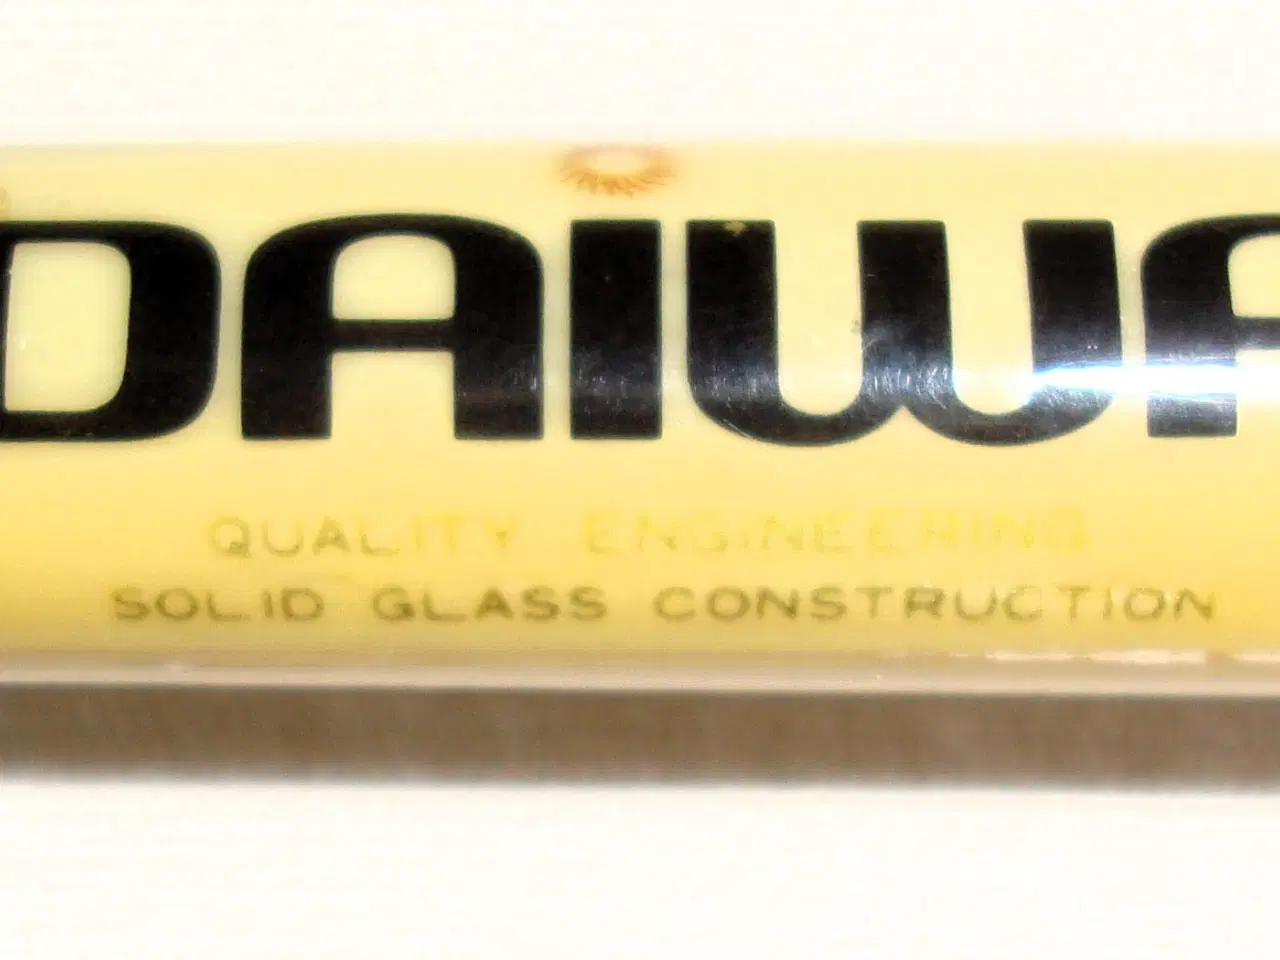 DAIWA
QUALITY ENGINEERING
SOLID GLASS CONSTRUCTION